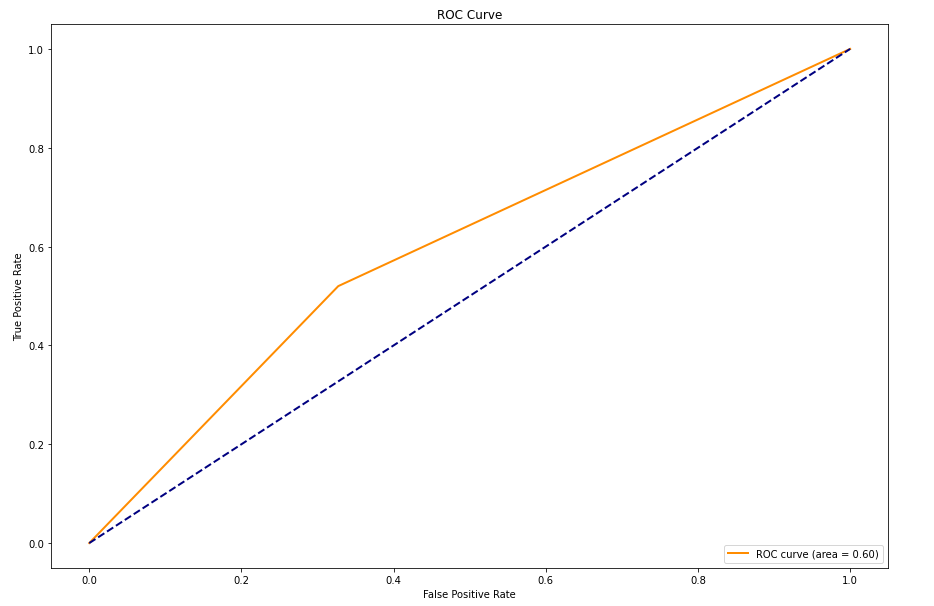 ROC Curve
1.0
0.8
0.6
0.4
0.2
0.0
True Positive Rate
ROC curve (area = 0.60)
0.0 0.2 0.4 0.6 0.8 1.0
False Positive Rate